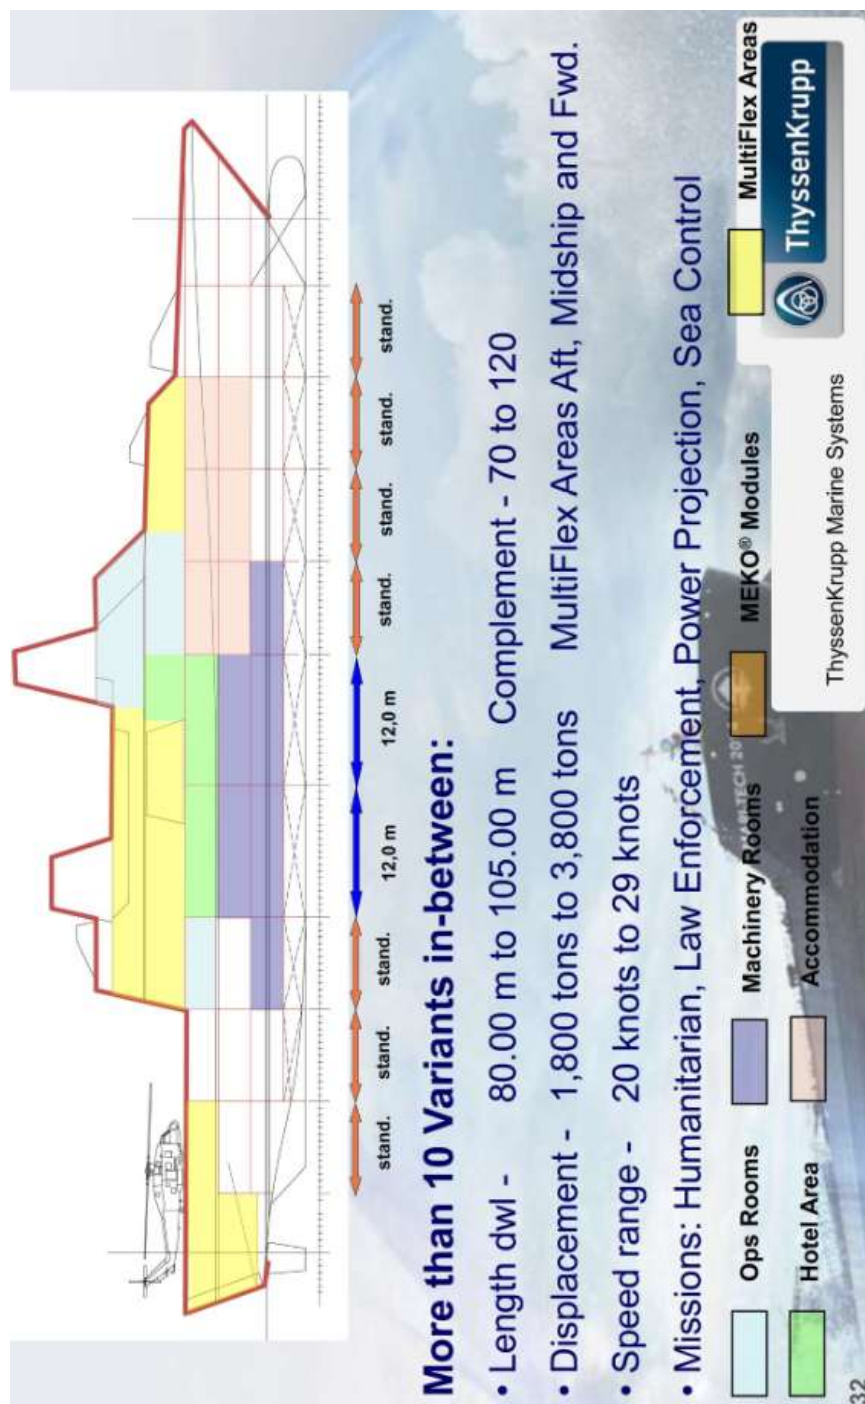 stand.
stand.
stand.
12,0 m
12,0 m
stand.
stand.
stand.
stand.
More than 10 Variants in-between:
• Length dwl - 80.00 m to 105.00 m Complement - 70 to 120
• Displacement - 1,800 tons to 3,800 tons MultiFlex Areas Aft, Midship and Fwd.
• Speed range - 20 knots to 29 knots
• Missions: Humanitarian, Law Enforcement, Power Projection, Sea Control
Ops Rooms
Machinery Rooms
MEKO® Modules
MultiFlex Areas
Hotel Area
Accommodation
ThyssenKrupp Marine Systems
ThyssenKrupp
32